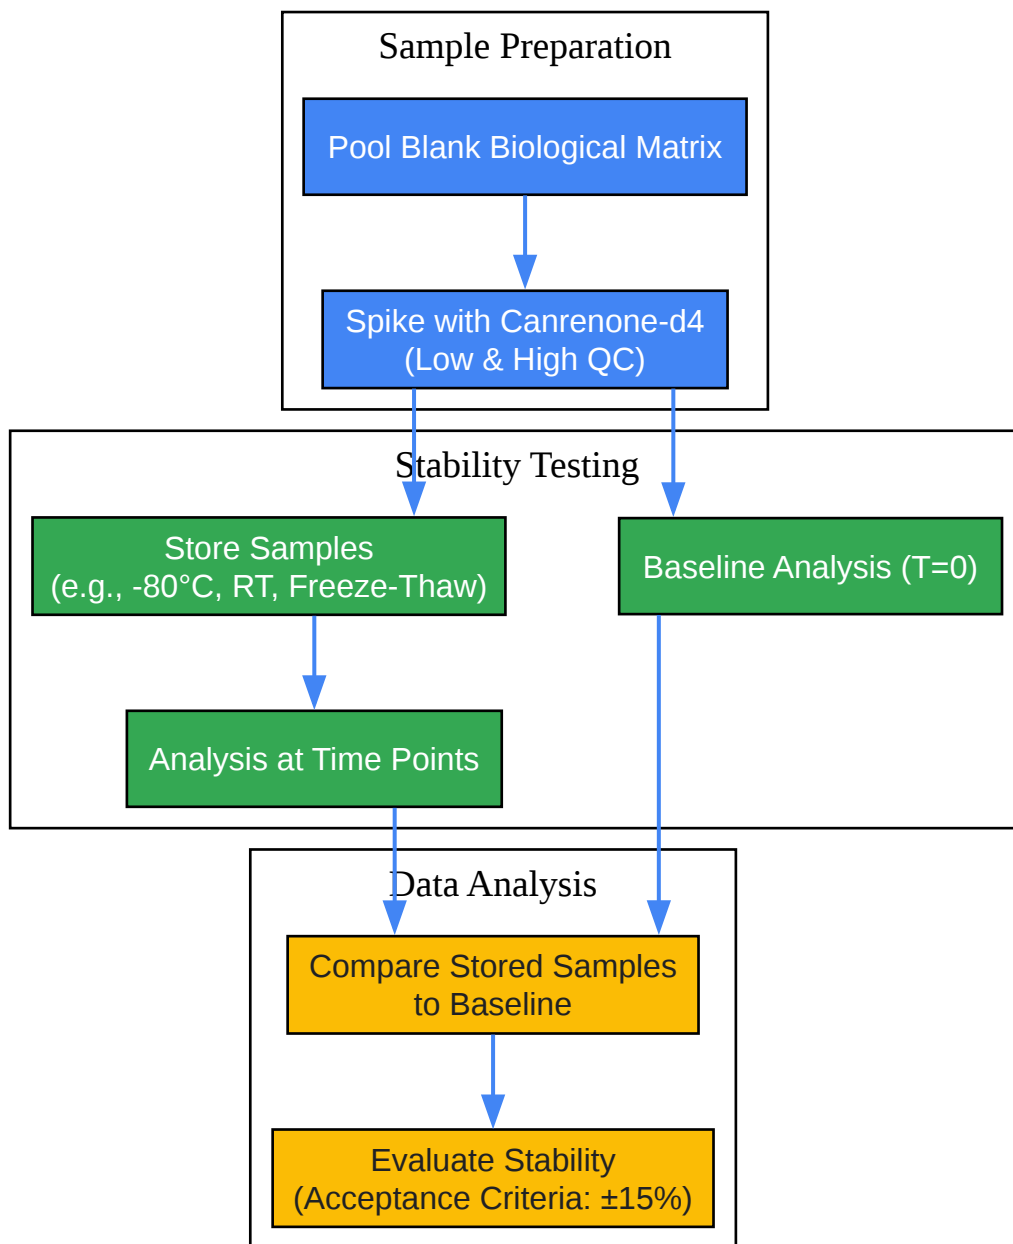 Sample Preparation
Pool Blank Biological Matrix
Spike with Canrenone-d4
(Low & High QC)
Stability Testing
Store Samples
(e.g., -80°C, RT, Freeze-Thaw)
Baseline Analysis (T=0)
Analysis at Time Points
Data Analysis
Compare Stored Samples
to Baseline
Evaluate Stability
(Acceptance Criteria: ±15%)